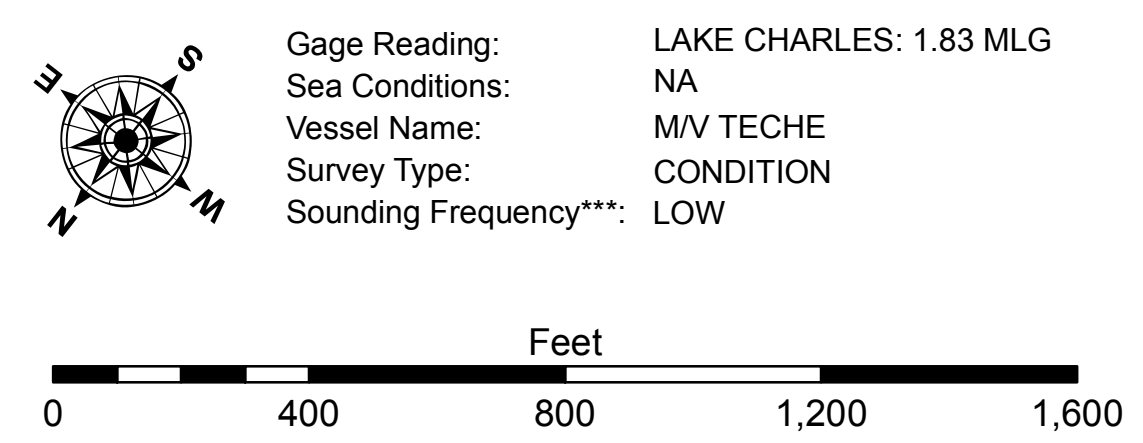 S
E
W
N
Gage Reading: LAKE CHARLES: 1.83 MLG
Sea Conditions: NA
Vessel Name: M/V TECHE
Survey Type: CONDITION
Sounding Frequency***: LOW
Feet
0 400 800 1,200 1,600